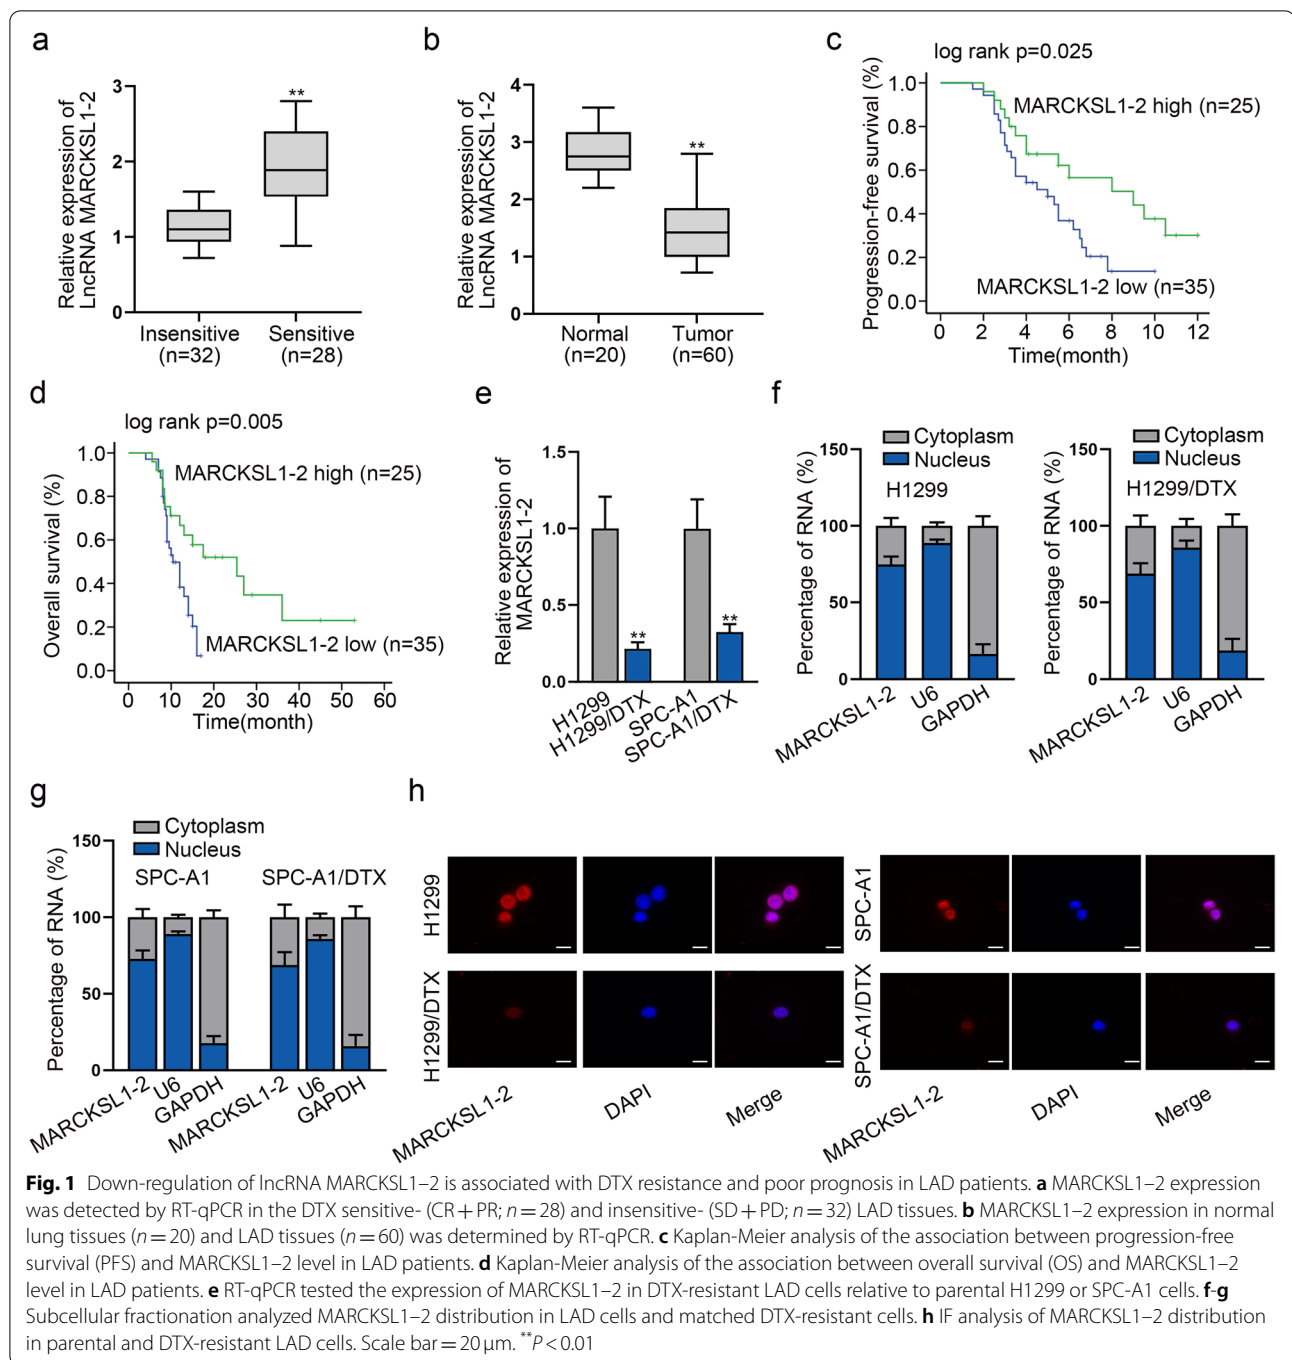 a
Relative expression of
LncRNA MARCKSL1-2
3
2
1
0
**
Insensitive
(n=32)
Sensitive
(n=28)
b
Relative expression of
LncRNA MARCKSL1-2
4
3
2
1
0
**
Normal
(n=20)
Tumor
(n=60)
c
log rank p=0.025
Progression-free survival (%)
1.0
0.8
0.6
0.4
0.2
0.0
MARCKSL1-2 high (n=25)
MARCKSL1-2 low (n=35)
0 2 4 6 8 10 12
Time(month)
d
log rank p=0.005
Overall survival (%)
1.0
0.8
0.6
0.4
0.2
0.0
MARCKSL1-2 high (n=25)
MARCKSL1-2 low (n=35)
0 10 20 30 40 50 60
Time(month)
e
Relative expression of
MARCKSL1-2
1.5
1.0
0.5
0.0
**
**
H1299
H1299/DTX
SPC-A1
SPC-A1/DTX
f
Percentage of RNA (%)
150
100
50
0
Cytoplasm
Nucleus
H1299
MARCKSL1-2
U6
GAPDH
Percentage of RNA (%)
150
100
50
0
Cytoplasm
Nucleus
H1299/DTX
MARCKSL1-2
U6
GAPDH
g
Percentage of RNA (%)
150
100
50
0
Cytoplasm
Nucleus
SPC-A1
SPC-A1/DTX
MARCKSL1-2
U6
GAPDH
MARCKSL1-2
U6
GAPDH
h
H1299
H1299/DTX
MARCKSL1-2
DAPI
Merge
SPC-A1
SPC-A1/DTX
MARCKSL1-2
DAPI
Merge
Fig. 1 Down-regulation of lncRNA MARCKSL1–2 is associated with DTX resistance and poor prognosis in LAD patients. a MARCKSL1–2 expression
was detected by RT-qPCR in the DTX sensitive- (CR + PR; n = 28) and insensitive- (SD + PD; n = 32) LAD tissues. b MARCKSL1–2 expression in normal
lung tissues (n = 20) and LAD tissues (n = 60) was determined by RT-qPCR. c Kaplan-Meier analysis of the association between progression-free
survival (PFS) and MARCKSL1–2 level in LAD patients. d Kaplan-Meier analysis of the association between overall survival (OS) and MARCKSL1–2
level in LAD patients. e RT-qPCR tested the expression of MARCKSL1–2 in DTX-resistant LAD cells relative to parental H1299 or SPC-A1 cells. f-g
Subcellular fractionation analyzed MARCKSL1–2 distribution in LAD cells and matched DTX-resistant cells. h IF analysis of MARCKSL1–2 distribution
in parental and DTX-resistant LAD cells. Scale bar = 20 μm. **P < 0.01